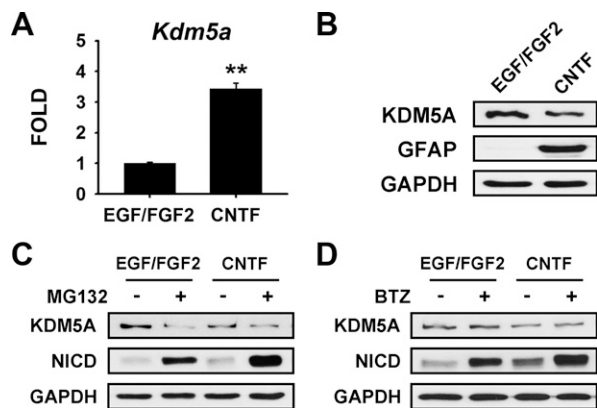 A
Kdm5a
FOLD
5
4
3
2
1
0
**
EGF/FGF2 CNTF
B
EGF/FGF2 CNTF
KDM5A
GFAP
GAPDH
C
EGF/FGF2 CNTF
MG132 - + - +
KDM5A
NICD
GAPDH
D
EGF/FGF2 CNTF
BTZ - + - +
KDM5A
NICD
GAPDH